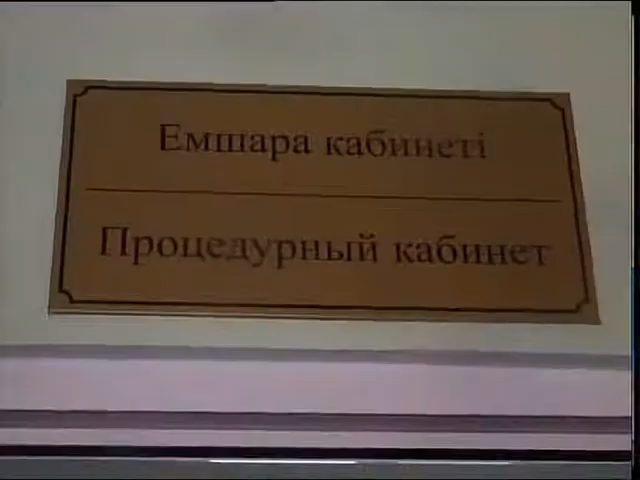 Емшара кабинеті
Процедурный кабинет